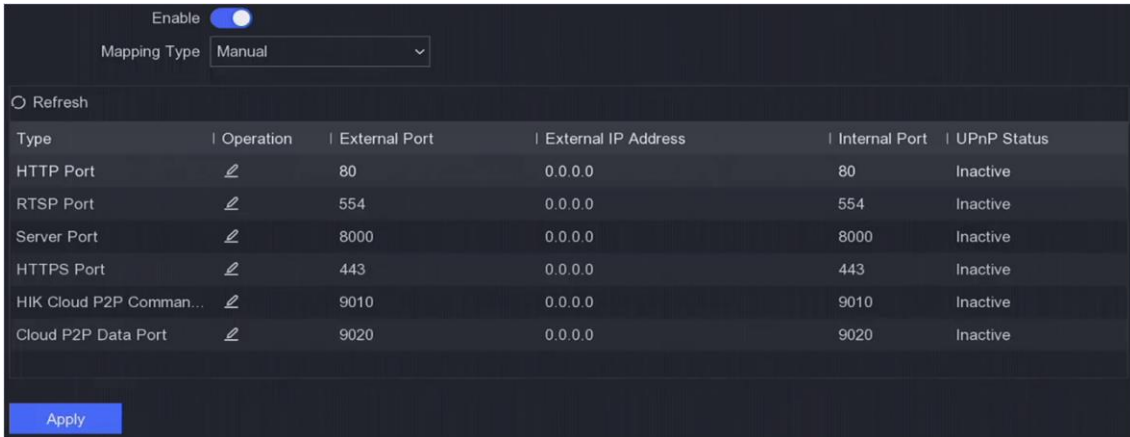 Enable
Mapping Type Manual
Refresh
Type Operation External Port External IP Address Internal Port UPnP Status
HTTP Port 80 0.0.0.0 80 Inactive
RTSP Port 554 0.0.0.0 554 Inactive
Server Port 8000 0.0.0.0 8000 Inactive
HTTPS Port 443 0.0.0.0 443 Inactive
HIK Cloud P2P Comman... 9010 0.0.0.0 9010 Inactive
Cloud P2P Data Port 9020 0.0.0.0 9020 Inactive
Apply